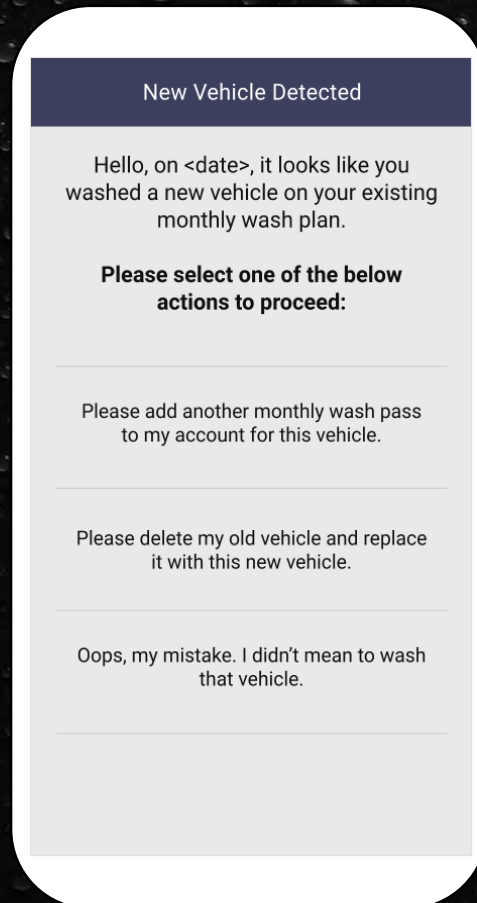 New Vehicle Detected
Hello, on <date>, it looks like you
washed a new vehicle on your existing
monthly wash plan.
Please select one of the below
actions to proceed:
Please add another monthly wash pass
to my account for this vehicle.
Please delete my old vehicle and replace
it with this new vehicle.
Oops, my mistake. I didn’t mean to wash
that vehicle.